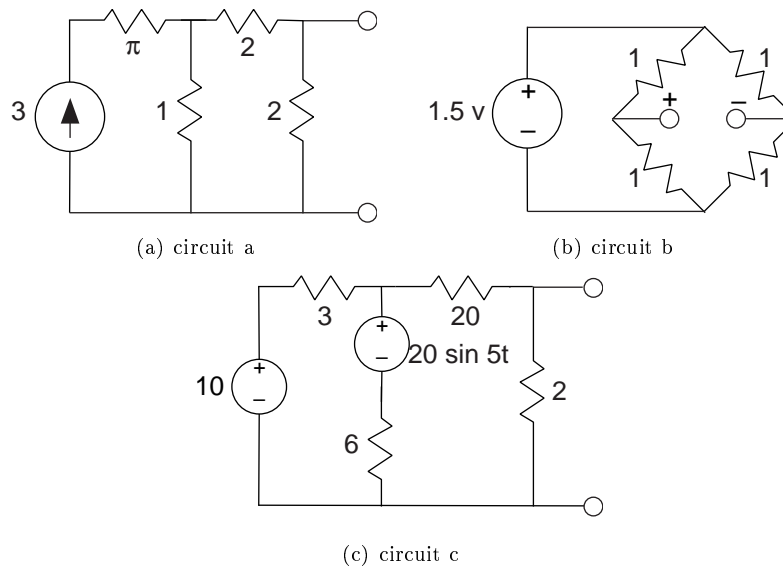 π 2
3 1 2
(a) circuit a
1 1
1.5 v + + −
−
1 1
(b) circuit b
3 20
+
− 20 sin 5t
10 + − 2
6
(c) circuit c